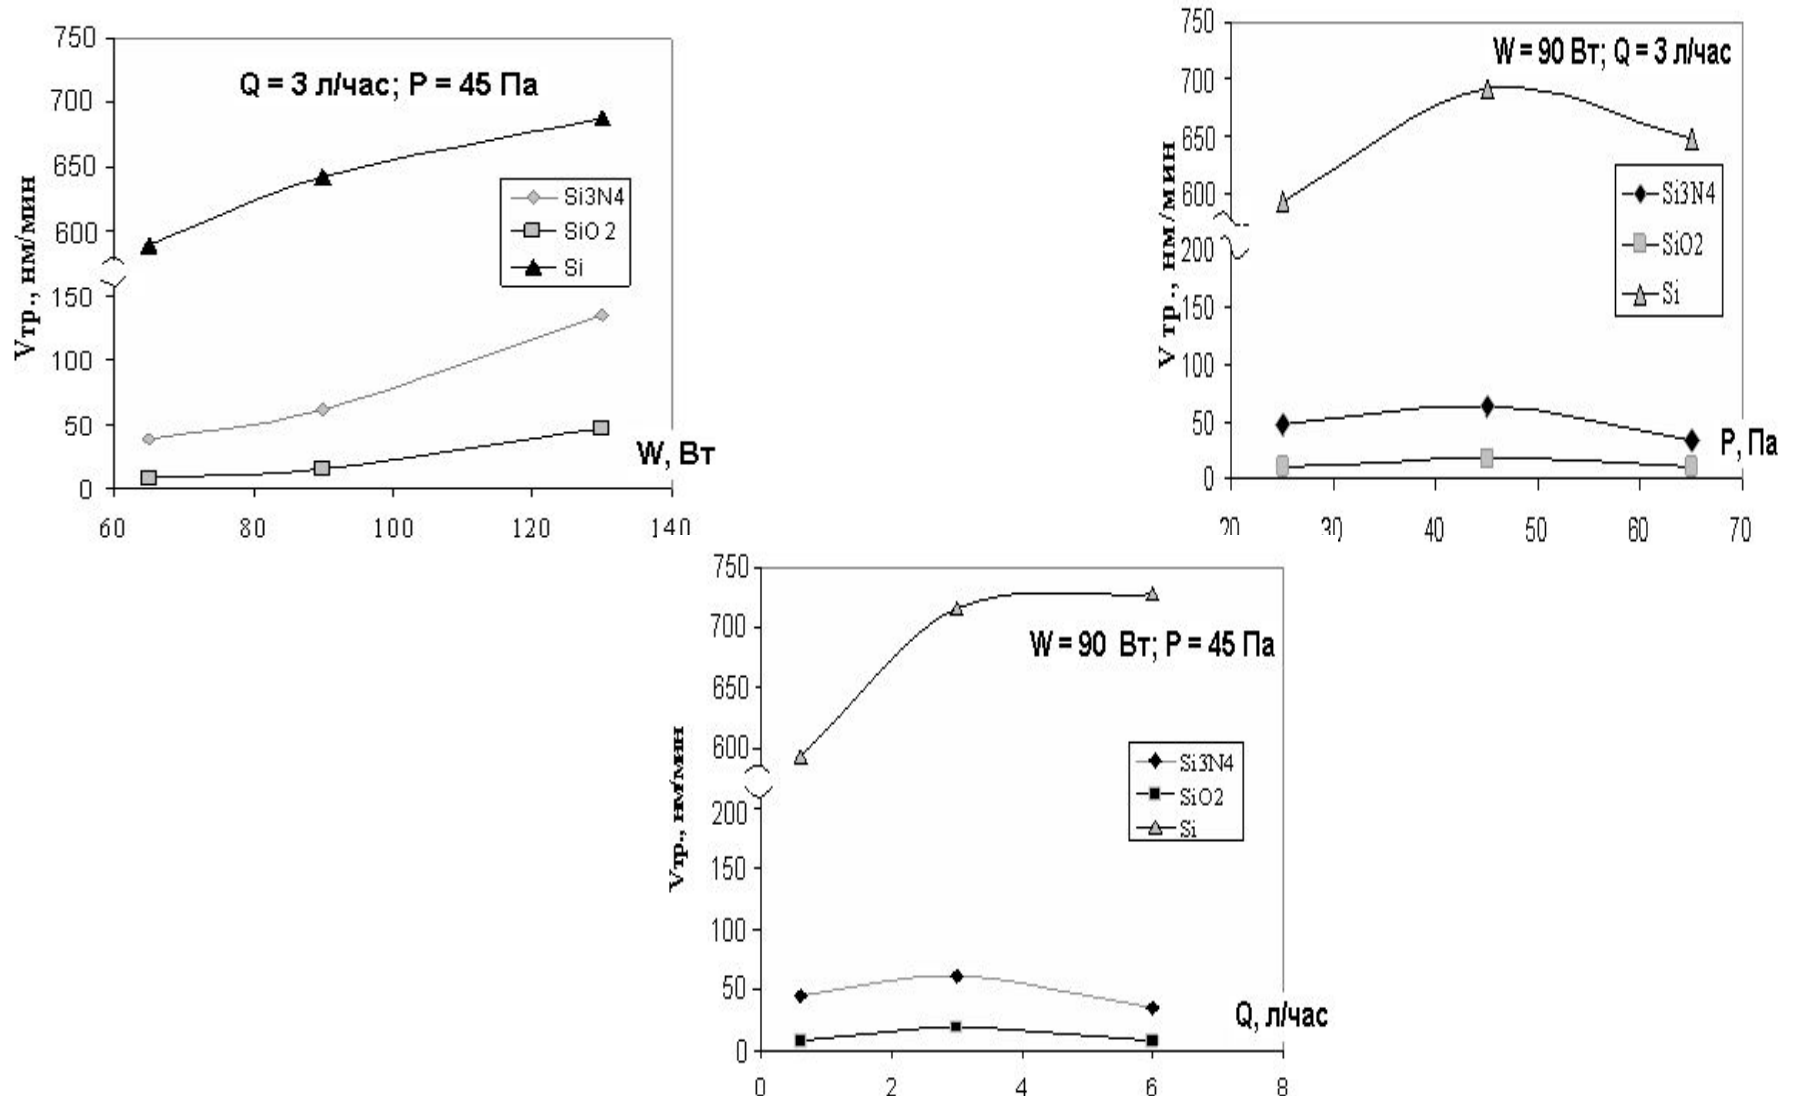 750
Q = 3 л/час; P = 45 Па
700
650
600
150
100
50
0
Vтр., нм/мин
Si3N4
SiO2
Si
W, Вт
60 80 100 120 140
750
W = 90 Вт; Q = 3 л/час
700
650
600
200
150
100
50
0
Vтр., нм/мин
Si3N4
SiO2
Si
P, Па
20 30 40 50 60 70
750
700
W = 90 Вт; P = 45 Па
650
600
200
150
100
50
0
Vтр., нм/мин
Si3N4
SiO2
Si
Q, л/час
0 2 4 6 8